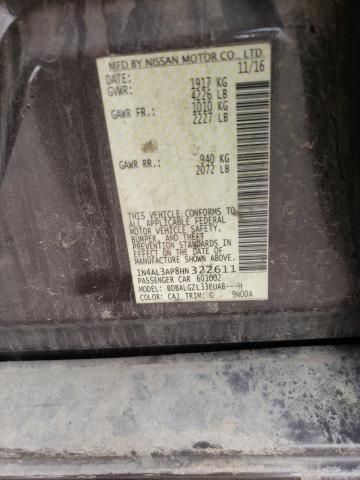 MFD BY NISSAN MOTOR CO., LTD.
DATE: 11/16
GVWR: 1917 KG
4226 LB
GAWR FR.: 1010 KG
2227 LB
GAWR RR.: 940 KG
2072 LB
THIS VEHICLE CONFORMS
TO ALL APPLICABLE FEDERAL
MOTOR VEHICLE SAFETY,
BUMPER, AND THEFT
PREVENTION STANDARDS
IN EFFECT ON THE DATE OF
MANUFACTURE SHOWN ABOVE.
1N4AL3AP8HN322611
PASSENGER CAR 601002
MODEL: BDBALGZL33EUAB---H
COLOR: CAJ TRIM: G 9N00A